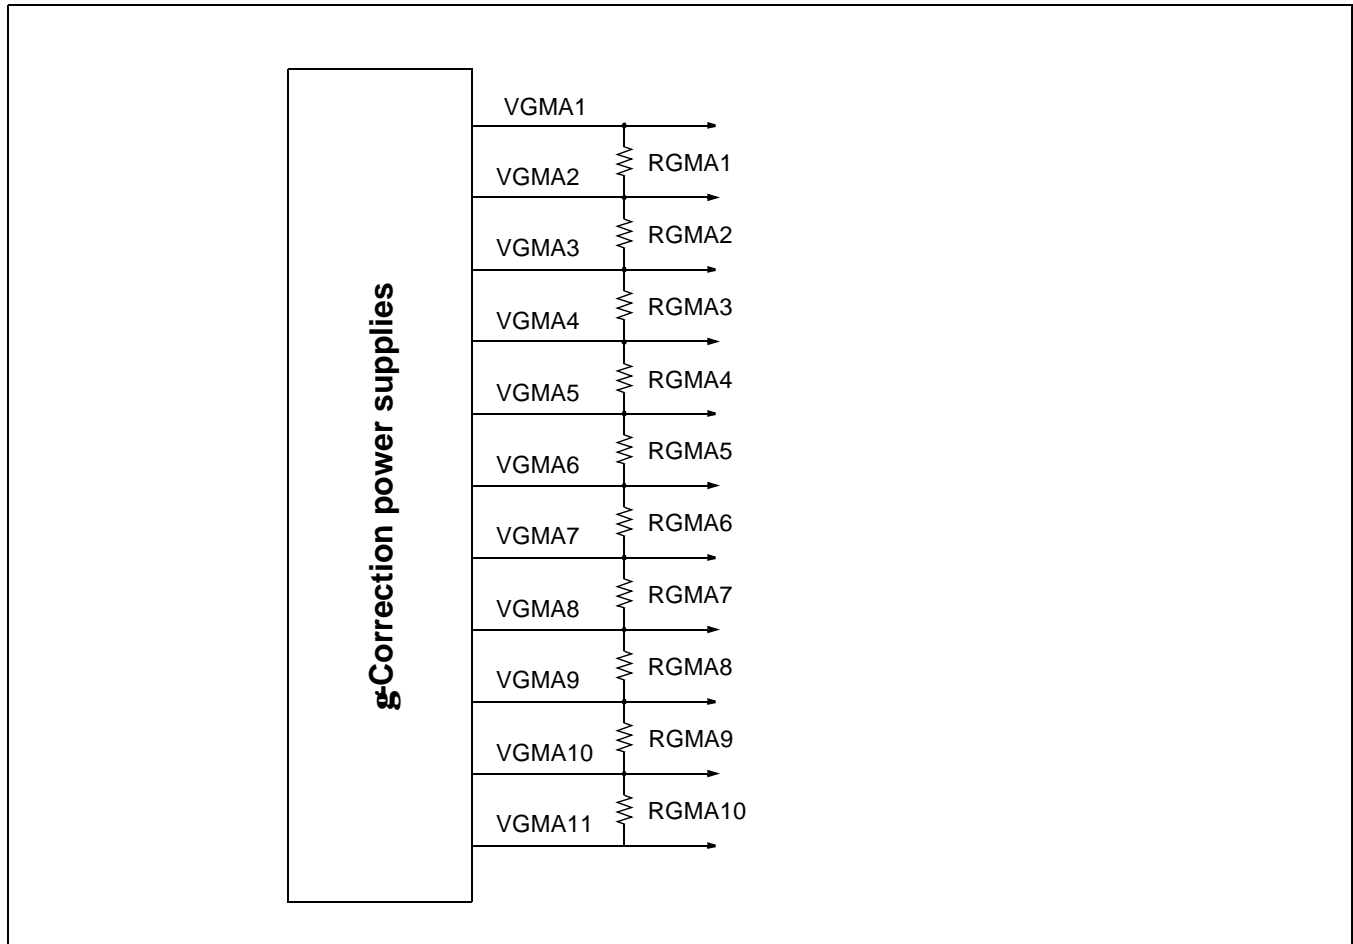 g-Correction power supplies
VGMA1
RGMA1
VGMA2
RGMA2
VGMA3
RGMA3
VGMA4
RGMA4
VGMA5
RGMA5
VGMA6
RGMA6
VGMA7
RGMA7
VGMA8
RGMA8
VGMA9
RGMA9
VGMA10
RGMA10
VGMA11